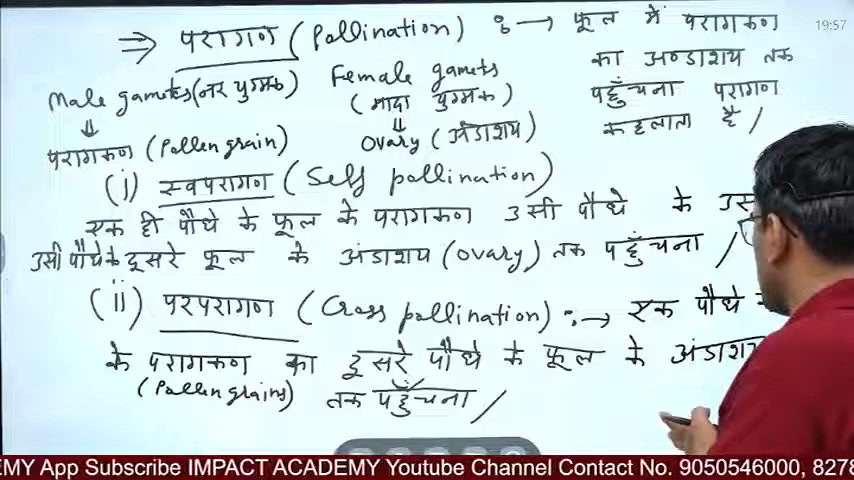 19:57
⇒ परागण (Pollination) :→ फूल में परागकण
का अण्डाशय तक
पहुँचना परागण
कहलाता है /
Male gametes (नर युग्मक)
⇓
परागकण (Pollen grain)
Female gamets
(मादा युग्मक)
⇓
Ovary (अंडाशय)
(i) स्वपरागण (Self pollination)
एक ही पौधे के फूल के परागकण उसी पौधे के
उसी पौधे के दूसरे फूल के अंडाशय (ovary) तक पहुँचना /
(ii) परपरागण (Cross pollination) :→ एक पौधे
के परागकण का दूसरे पौधे के फूल के
(Pollen grains) तक पहुँचना /
EMY App Subscribe IMPACT ACADEMY Youtube Channel Contact No. 9050546000, 8278